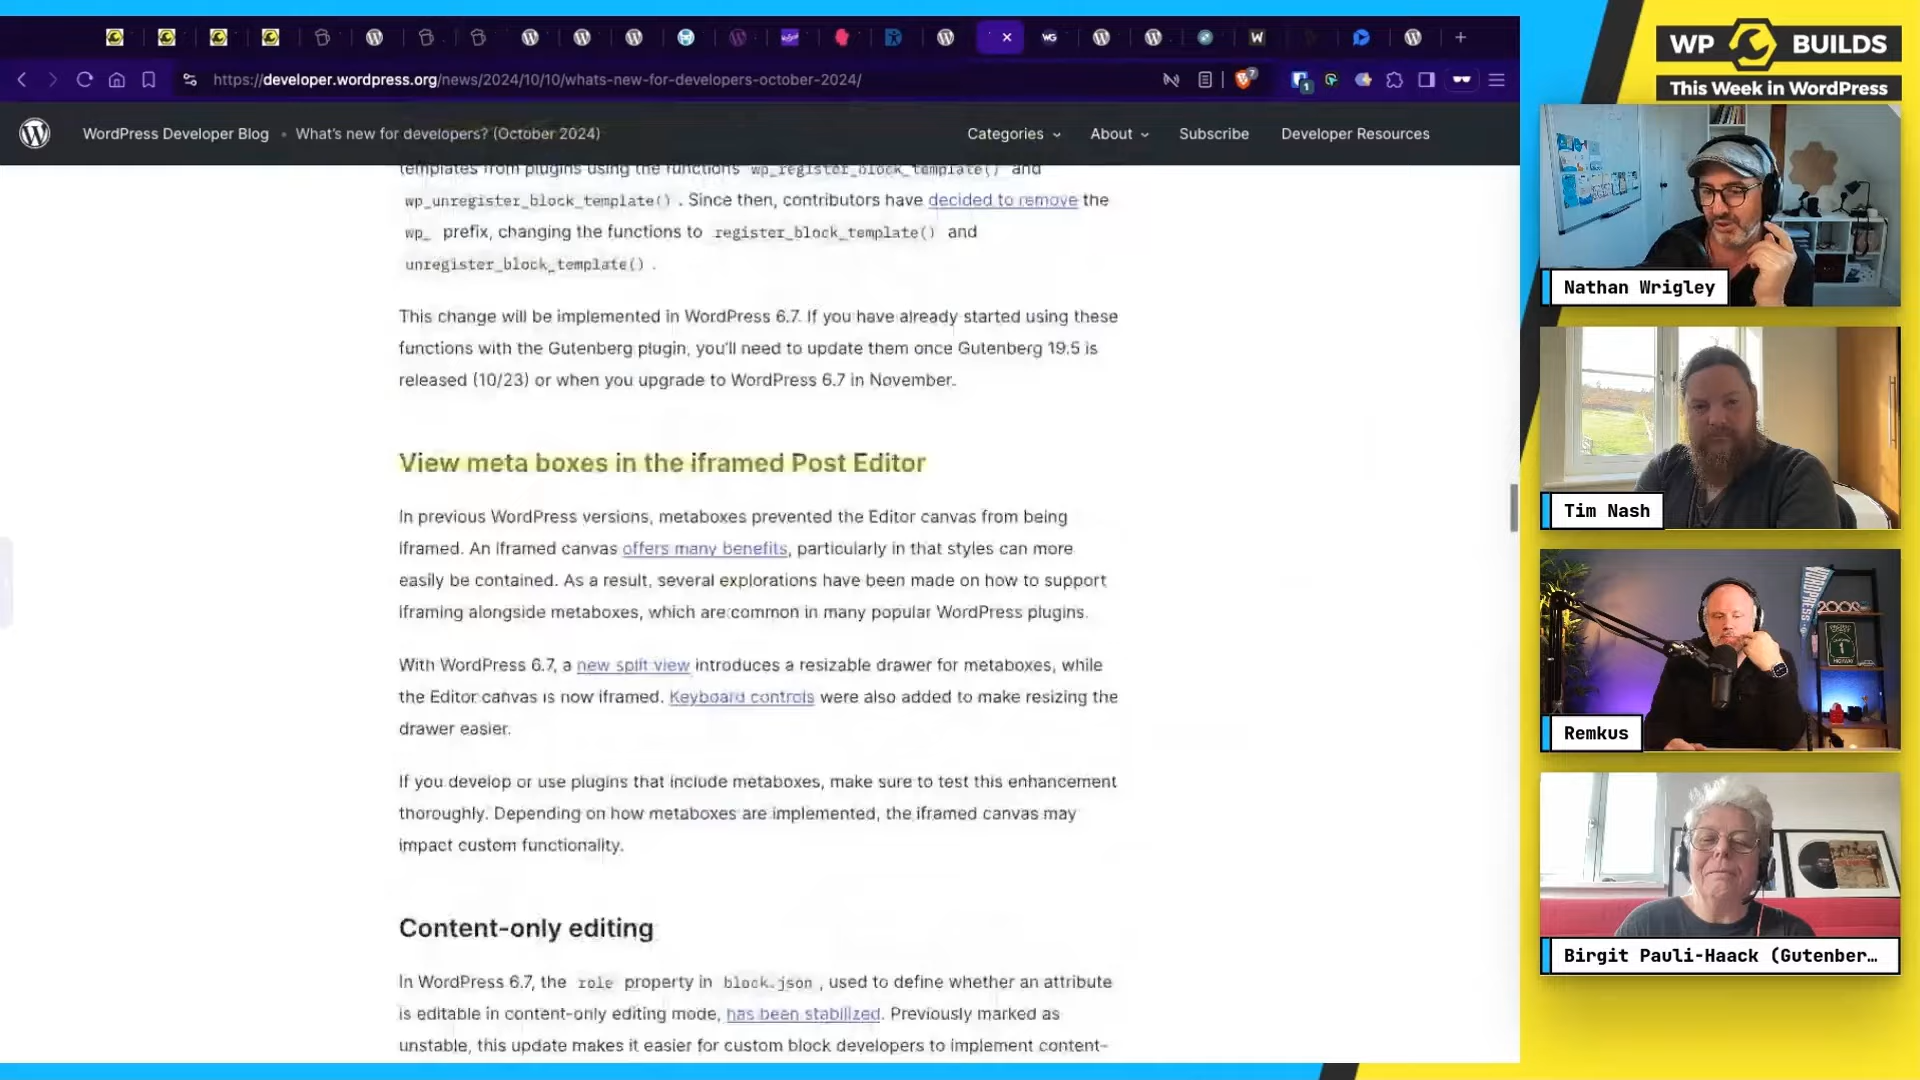 https://developer.wordpress.org/news/2024/10/10/whats-new-for-developers-october-2024/
WordPress Developer Blog • What's new for developers? (October 2024)
Categories
About
Subscribe
Developer Resources
templates from plugins using the functions wp_register_block_template() and
wp_unregister_block_template() . Since then, contributors have decided to remove the
wp_ prefix, changing the functions to register_block_template() and
unregister_block_template() .
This change will be implemented in WordPress 6.7. If you have already started using these
functions with the Gutenberg plugin, you'll need to update them once Gutenberg 19.5 is
released (10/23) or when you upgrade to WordPress 6.7 in November.
View meta boxes in the iframed Post Editor
In previous WordPress versions, metaboxes prevented the Editor canvas from being
iframed. An iframed canvas offers many benefits, particularly in that styles can more
easily be contained. As a result, several explorations have been made on how to support
iframing alongside metaboxes, which are common in many popular WordPress plugins.
With WordPress 6.7, a new split view introduces a resizable drawer for metaboxes, while
the Editor canvas is now iframed. Keyboard controls were also added to make resizing the
drawer easier.
If you develop or use plugins that include metaboxes, make sure to test this enhancement
thoroughly. Depending on how metaboxes are implemented, the iframed canvas may
impact custom functionality.
Content-only editing
In WordPress 6.7, the role property in block.json , used to define whether an attribute
is editable in content-only editing mode, has been stabilized. Previously marked as
unstable, this update makes it easier for custom block developers to implement content-
WP BUILDS
This Week in WordPress
Nathan Wrigley
Tim Nash
Remkus
Birgit Pauli-Haack (Gutenber…